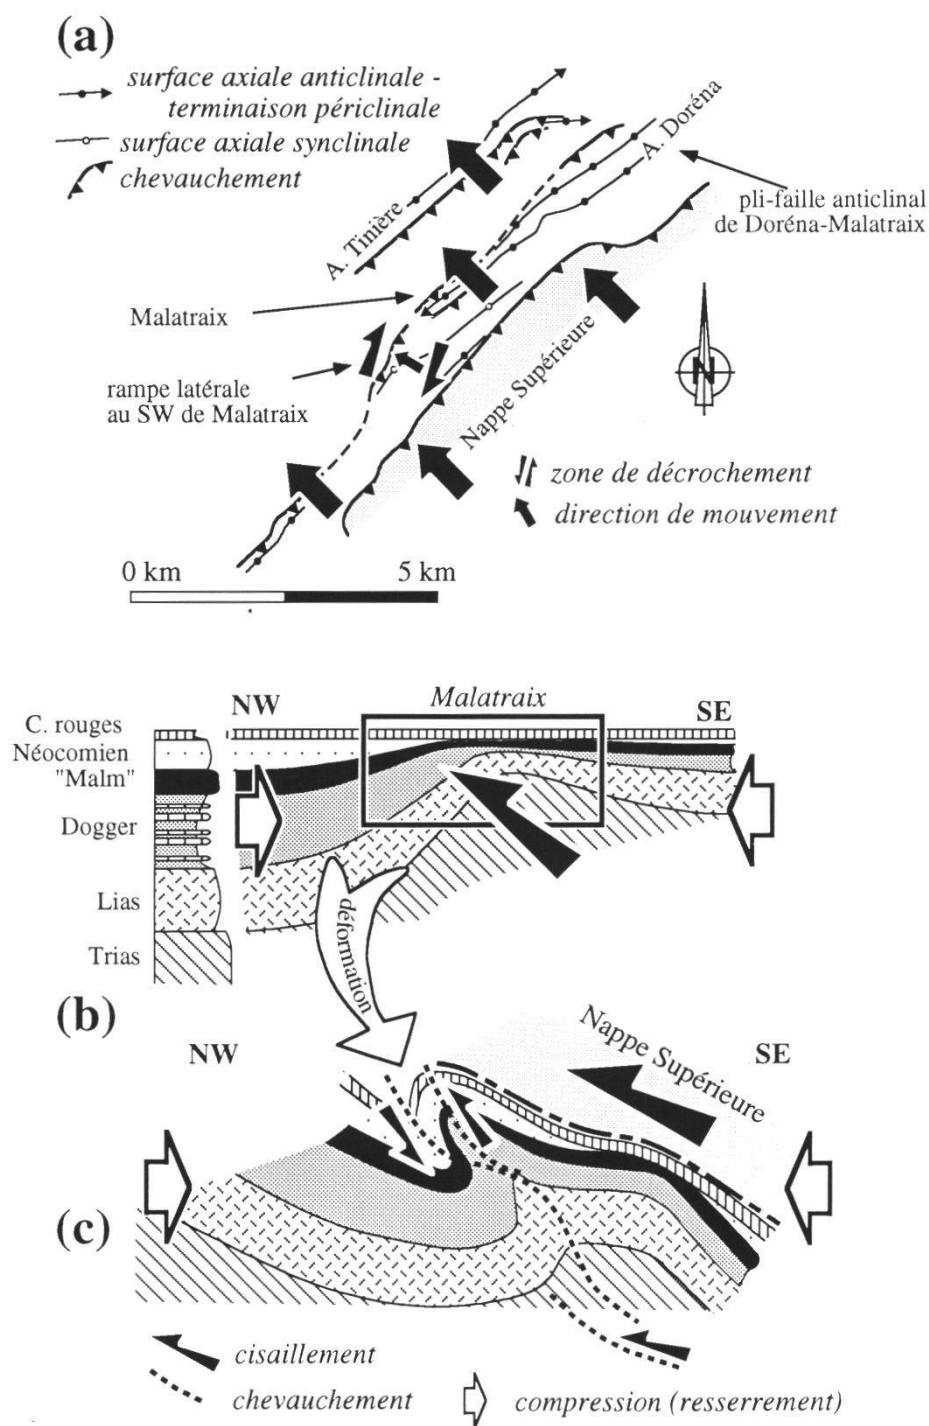 (a)
surface axiale anticlinale -
terminaison périclinale
surface axiale synclinale
chevauchement
A. Doréna
pli-faille anticlinal
de Doréna-Malatraix
A. Tinière
Malatraix
rampe latérale
au SW de Malatraix
Nappe Supérieure
N
zone de décrochement
direction de mouvement
0 km 5 km
NW Malatraix SE
C. rouges
Néocomien
"Malm"
Dogger
Lias
Trias
déformation
(b)
NW Nappe Supérieure SE
(c)
cisaillement
chevauchement compression (resserrement)